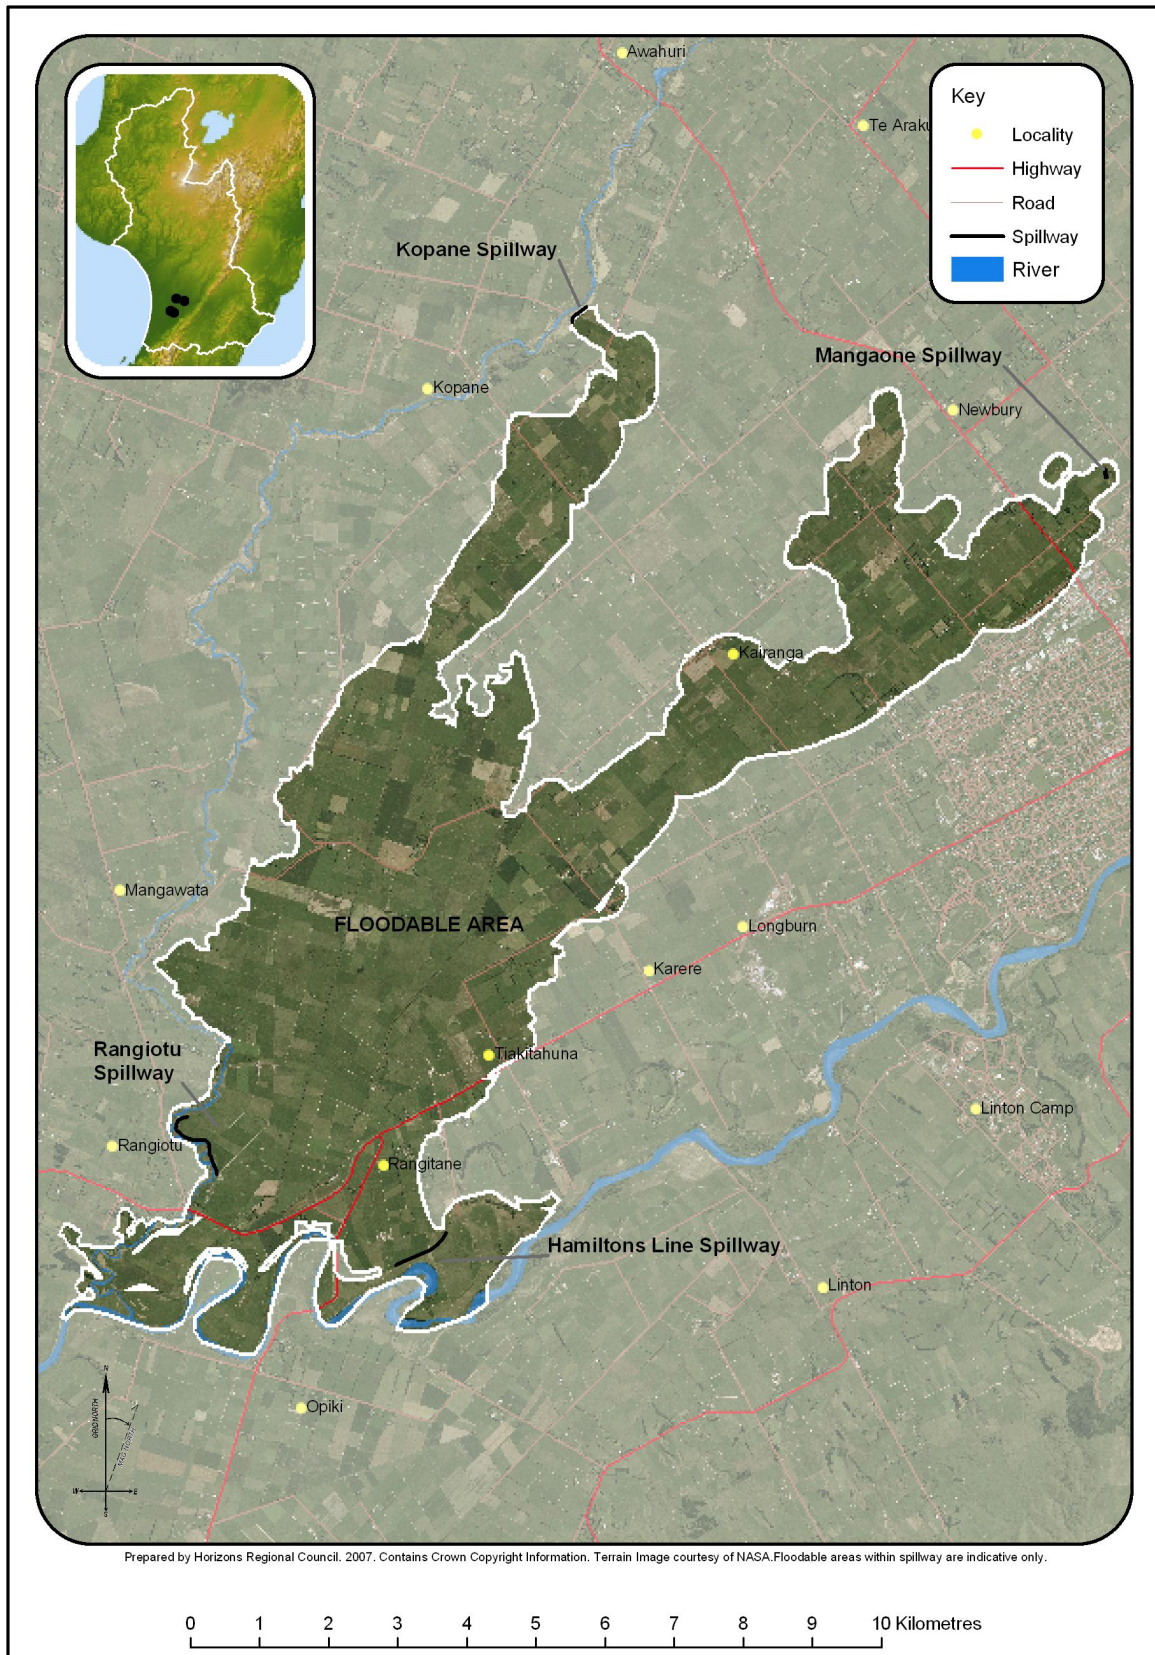 Awahuri
Key
Te Araku
Locality
Highway
Road
Spillway
River
Kopane Spillway
Mangaone Spillway
Kopane
Newbury
Kairanga
Mangawata
FLOODABLE AREA
Longburn
Karere
Rangiotu
Spillway
Tiakitahuna
Linton Camp
Rangiotu
Rangitane
Hamiltons Line Spillway
Linton
Opiki
N
GRIDNORTH
MAG NORTH
W
E
S
Prepared by Horizons Regional Council. 2007. Contains Crown Copyright Information. Terrain Image courtesy of NASA.Floodable areas within spillway are indicative only.
0 1 2 3 4 5 6 7 8 9 10 Kilometres